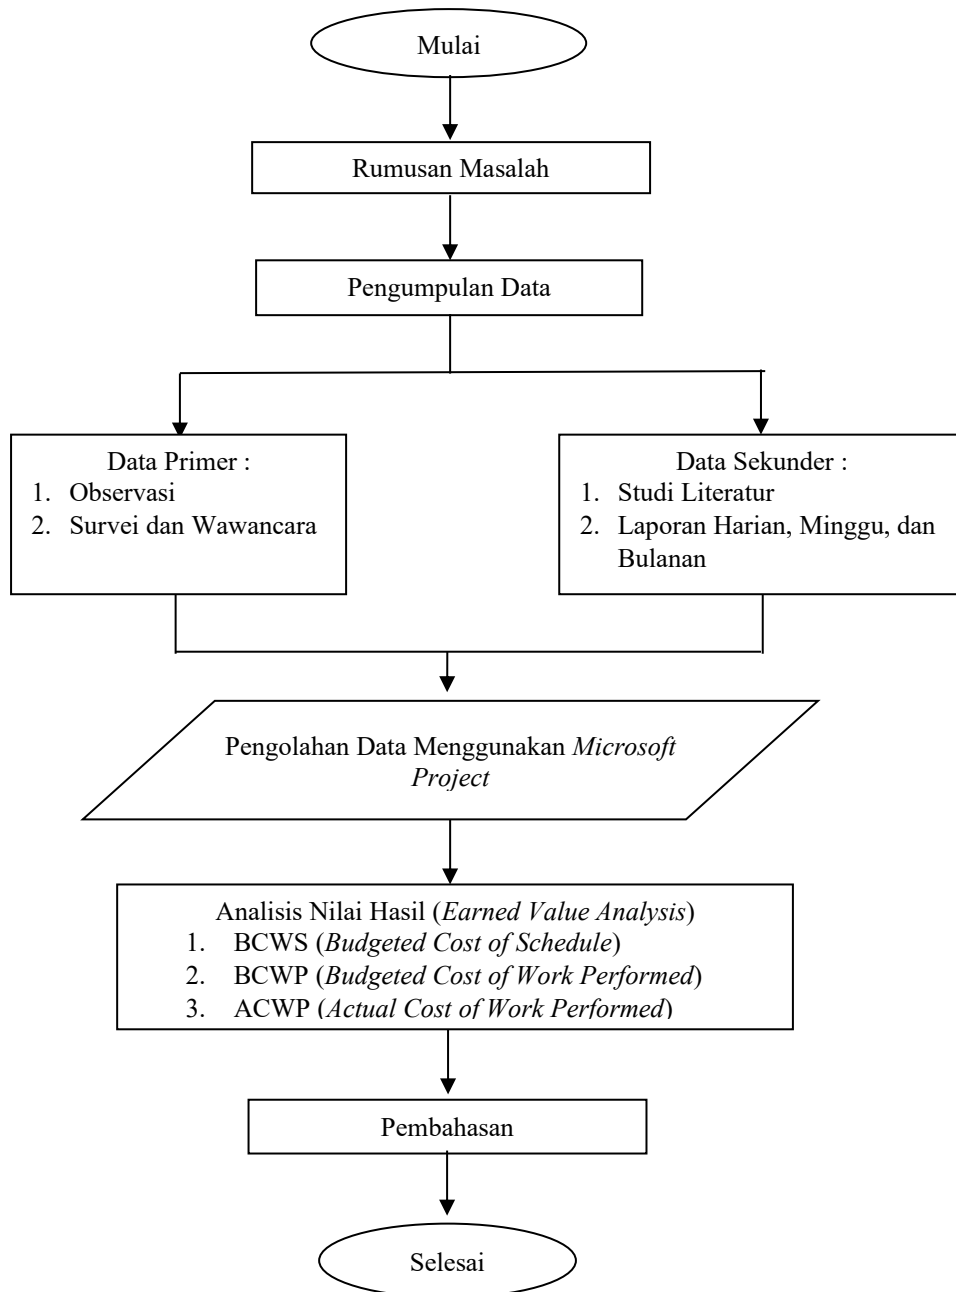 Mulai
Rumusan Masalah
Pengumpulan Data
Data Primer :
1. Observasi
2. Survei dan Wawancara
Data Sekunder :
1. Studi Literatur
2. Laporan Harian, Minggu, dan
Bulanan
Pengolahan Data Menggunakan Microsoft
Project
Analisis Nilai Hasil (Earned Value Analysis)
1. BCWS (Budgeted Cost of Schedule)
2. BCWP (Budgeted Cost of Work Performed)
3. ACWP (Actual Cost of Work Performed)
Pembahasan
Selesai